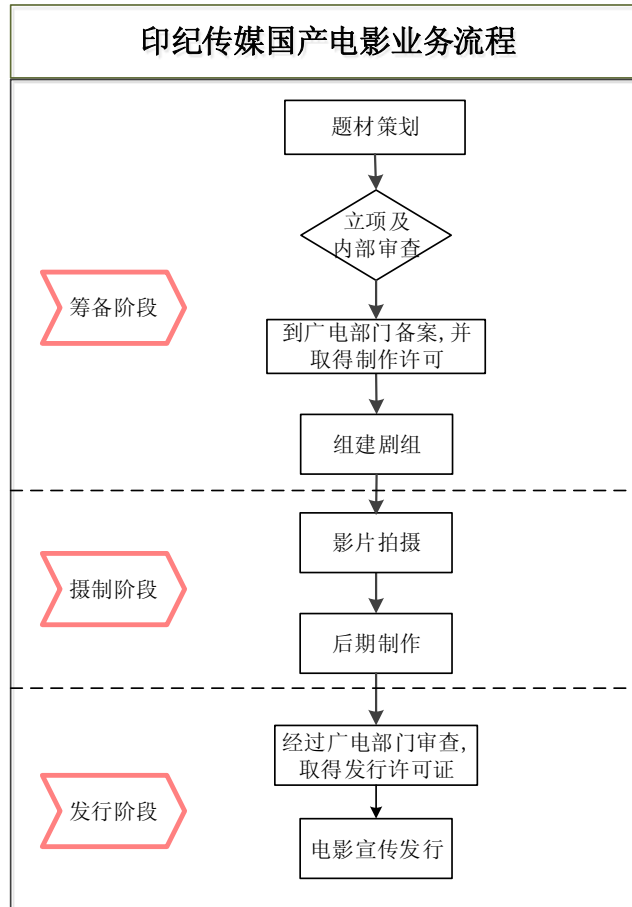 印纪传媒国产电影业务流程
题材策划
立项及
内部审查
筹备阶段
到广电部门备案,并
取得制作许可
组建剧组
影片拍摄
摄制阶段
后期制作
经过广电部门审查,
取得发行许可证
发行阶段
电影宣传发行